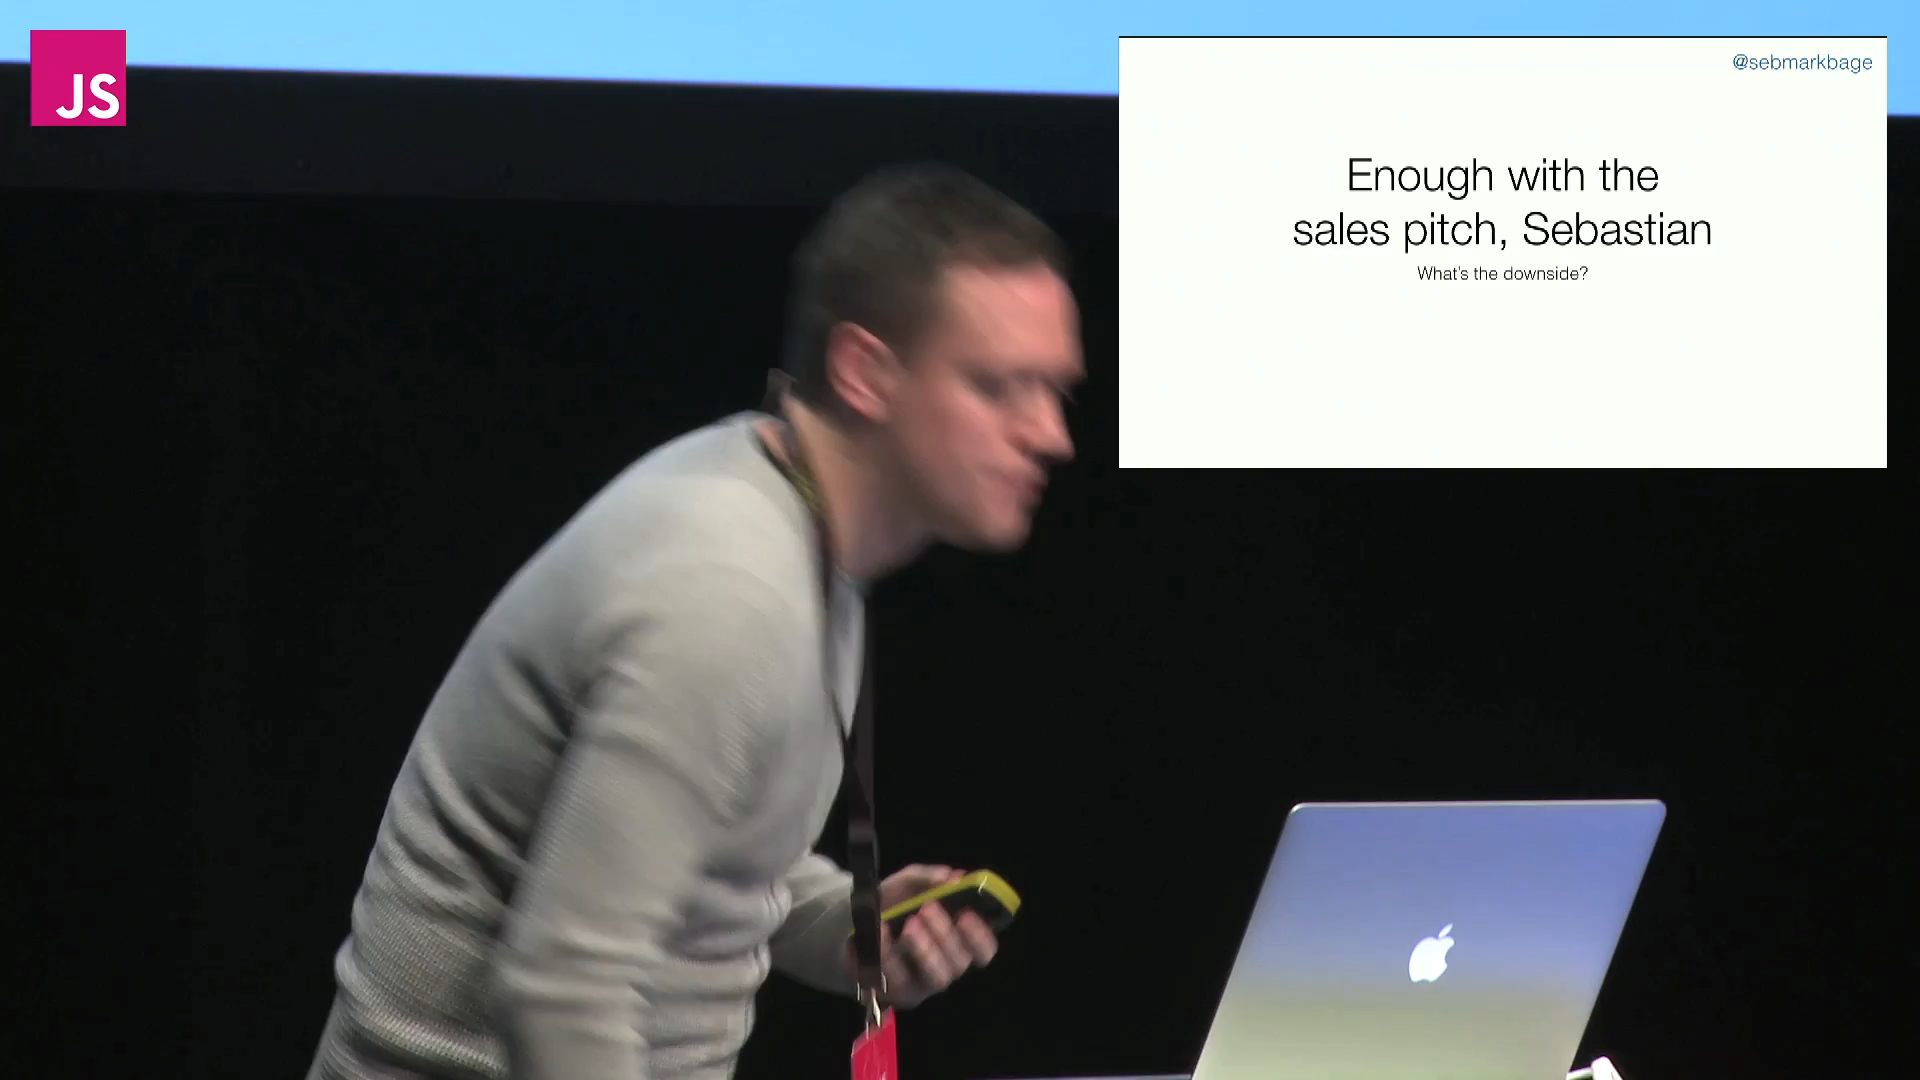 JS
@sebmarkbage
Enough with the
sales pitch, Sebastian
What's the downside?